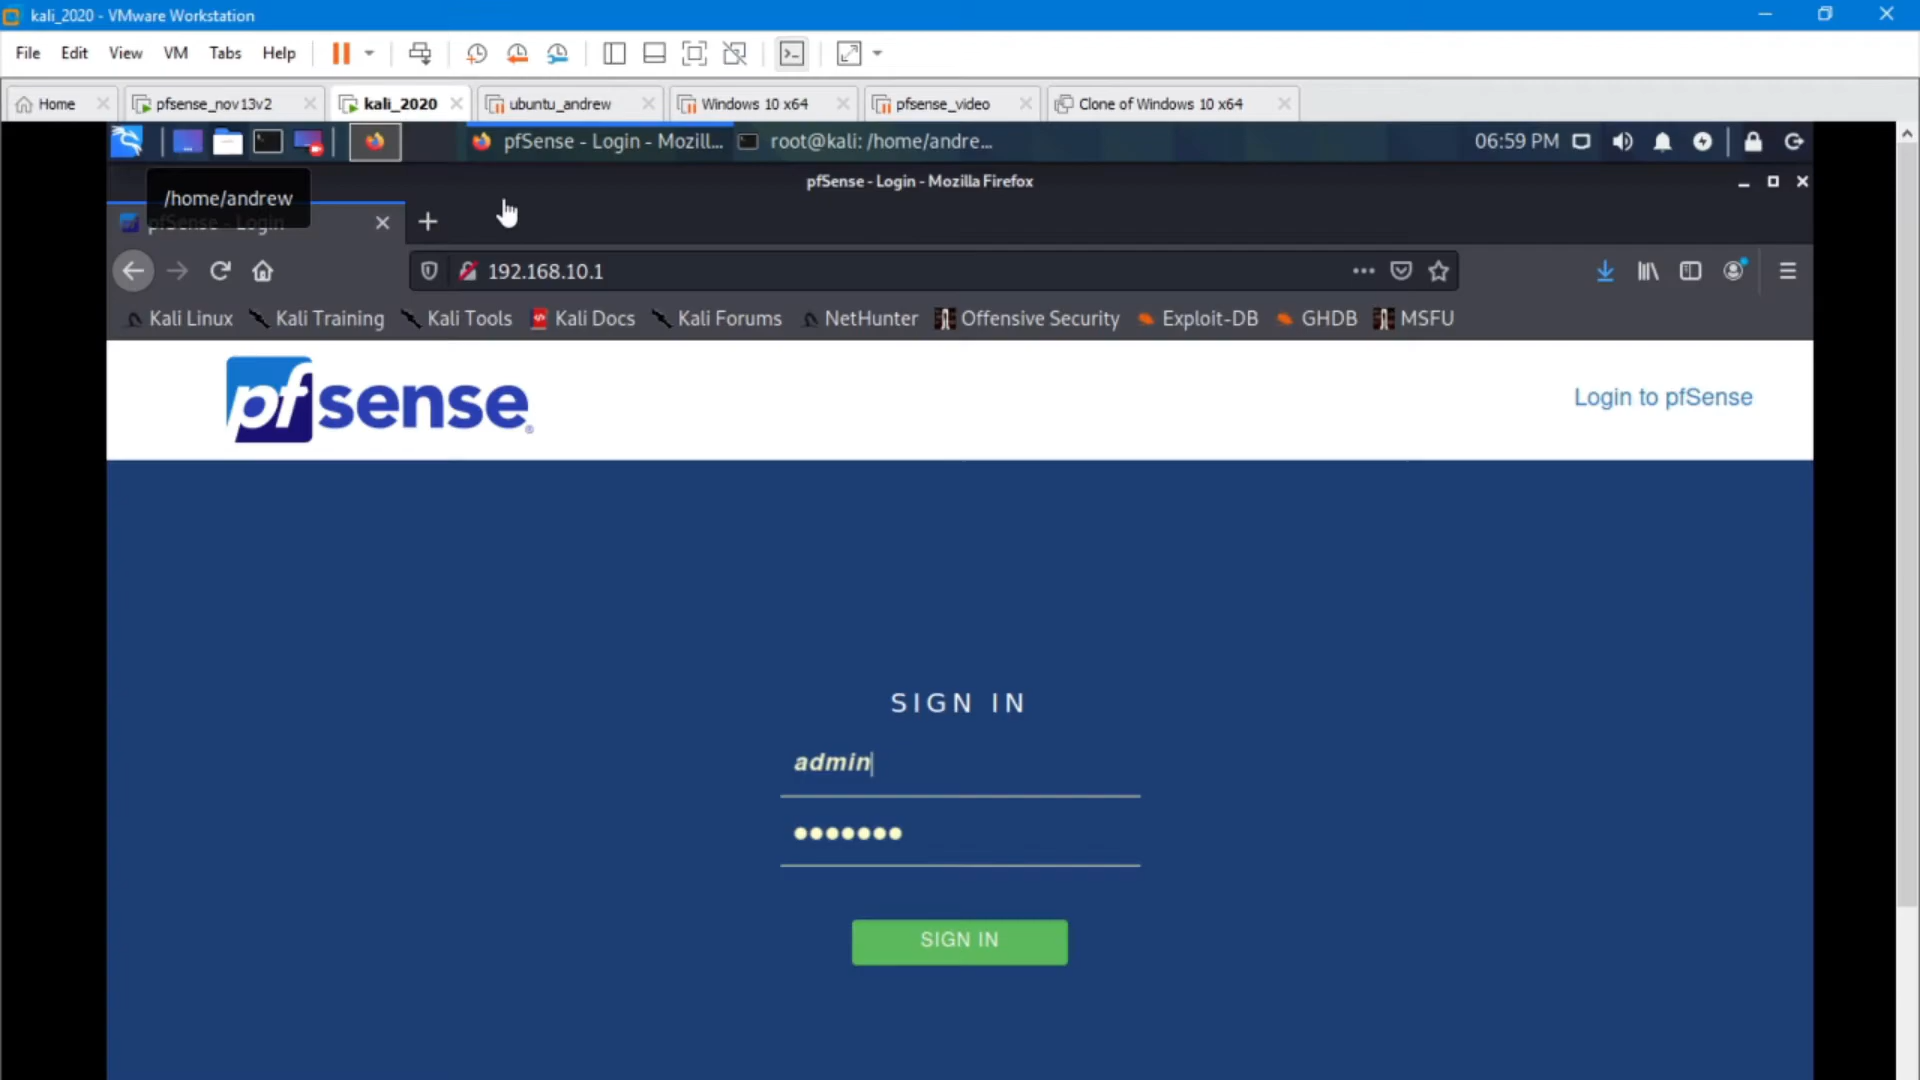 kali_2020 - VMware Workstation
File Edit View VM Tabs Help
Home pfsense_nov13v2 kali_2020 ubuntu_andrew Windows 10 x64 pfsense_video Clone of Windows 10 x64
pfSense - Login - Mozill... root@kali: /home/andre... 06:59 PM
pfSense - Login - Mozilla Firefox
/home/andrew
pfSense - Login
192.168.10.1
Kali Linux Kali Training Kali Tools Kali Docs Kali Forums NetHunter Offensive Security Exploit-DB GHDB MSFU
pfsense® Login to pfSense
SIGN IN
admin
•••••••
SIGN IN